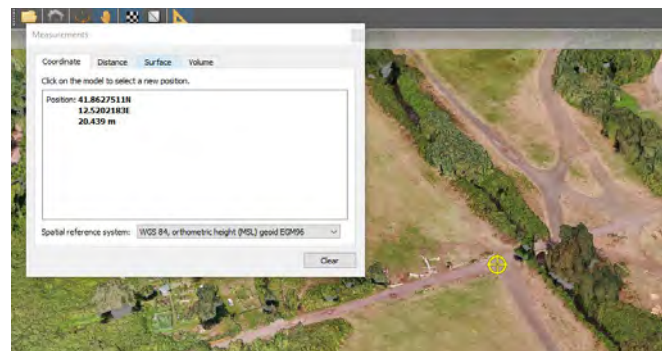 Measurements
Coordinate Distance Surface Volume
Click on the model to select a new position.
Position: 41.8627511N
12.5202183E
20.439 m
Spatial reference system: WGS 84, orthometric height (MSL) geoid EGM96
Clear